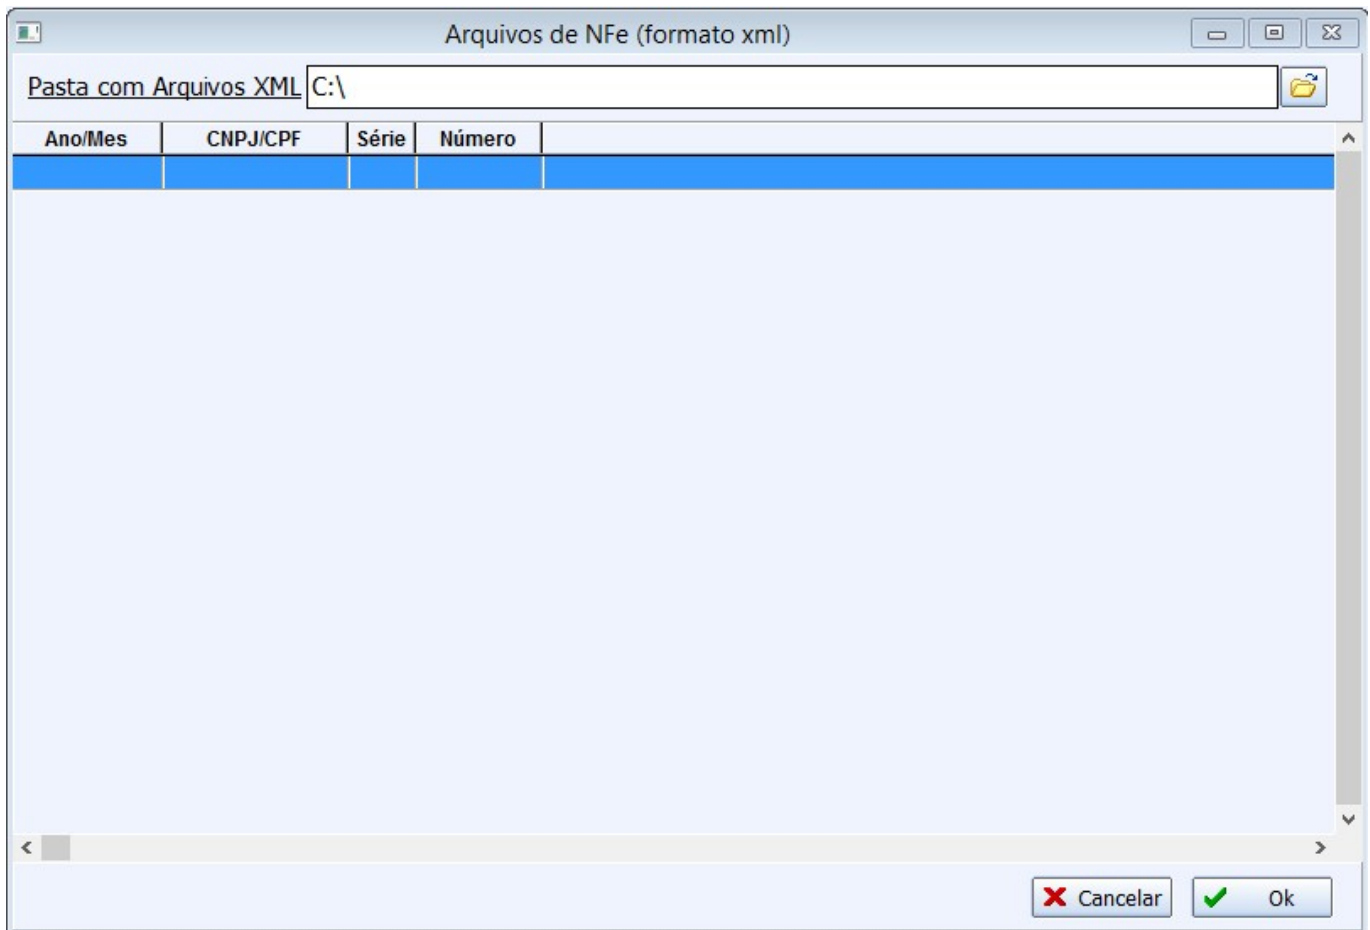 Arquivos de NFe (formato xml)
Pasta com Arquivos XML C:\
Ano/Mes CNPJ/CPF Série Número
Cancelar Ok